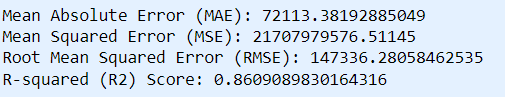 Mean Absolute Error (MAE): 72113.38192885049
Mean Squared Error (MSE): 21707979576.51145
Root Mean Squared Error (RMSE): 147336.28058462535
R-squared (R2) Score: 0.8609089830164316